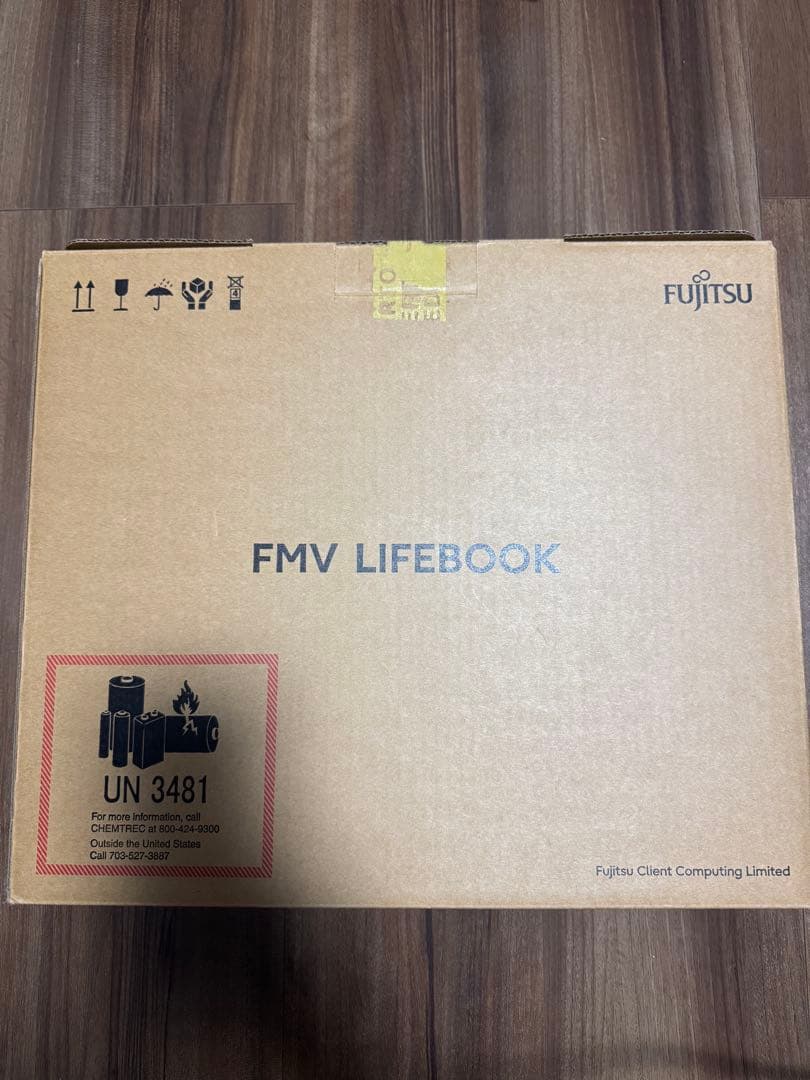 FUJITSU
4
FMV LIFEBOOK
UN 3481
For more information, call
CHEMTREC at 800-424-9300
Outside the United States
Call 703-527-3887
Fujitsu Client Computing Limited